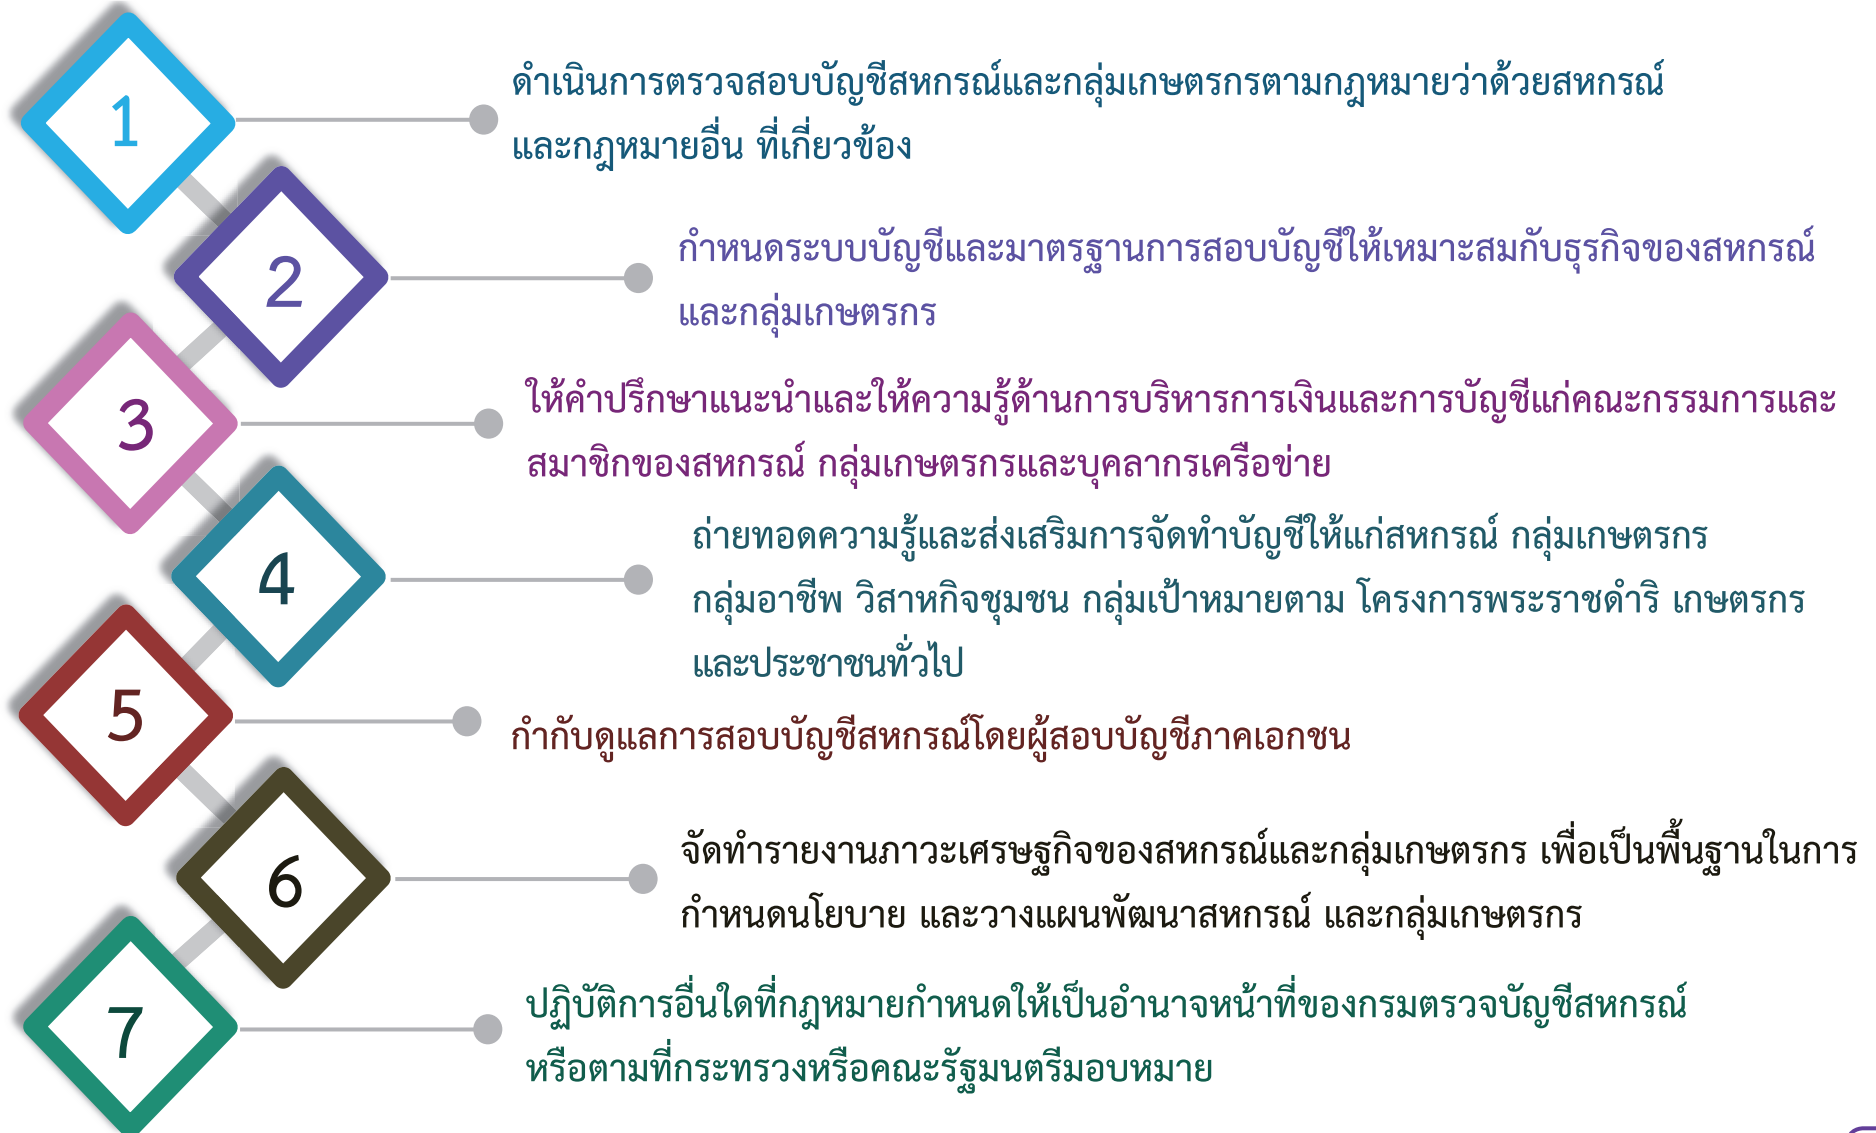 1
ดำเนินการตรวจสอบบัญชีสหกรณ์และกลุ่มเกษตรกรตามกฎหมายว่าด้วยสหกรณ์
และกฎหมายอื่น ที่เกี่ยวข้อง
2
กำหนดระบบบัญชีและมาตรฐานการสอบบัญชีให้เหมาะสมกับธุรกิจของสหกรณ์
และกลุ่มเกษตรกร
3
ให้คำปรึกษาแนะนำและให้ความรู้ด้านการบริหารการเงินและการบัญชีแก่คณะกรรมการและ
สมาชิกของสหกรณ์ กลุ่มเกษตรกรและบุคลากรเครือข่าย
4
ถ่ายทอดความรู้และส่งเสริมการจัดทำบัญชีให้แก่สหกรณ์ กลุ่มเกษตรกร
กลุ่มอาชีพ วิสาหกิจชุมชน กลุ่มเป้าหมายตาม โครงการพระราชดำริ เกษตรกร
และประชาชนทั่วไป
5
กำกับดูแลการสอบบัญชีสหกรณ์โดยผู้สอบบัญชีภาคเอกชน
6
จัดทำรายงานภาวะเศรษฐกิจของสหกรณ์และกลุ่มเกษตรกร เพื่อเป็นพื้นฐานในการ
กำหนดนโยบาย และวางแผนพัฒนาสหกรณ์ และกลุ่มเกษตรกร
7
ปฏิบัติการอื่นใดที่กฎหมายกำหนดให้เป็นอำนาจหน้าที่ของกรมตรวจบัญชีสหกรณ์
หรือตามที่กระทรวงหรือคณะรัฐมนตรีมอบหมาย